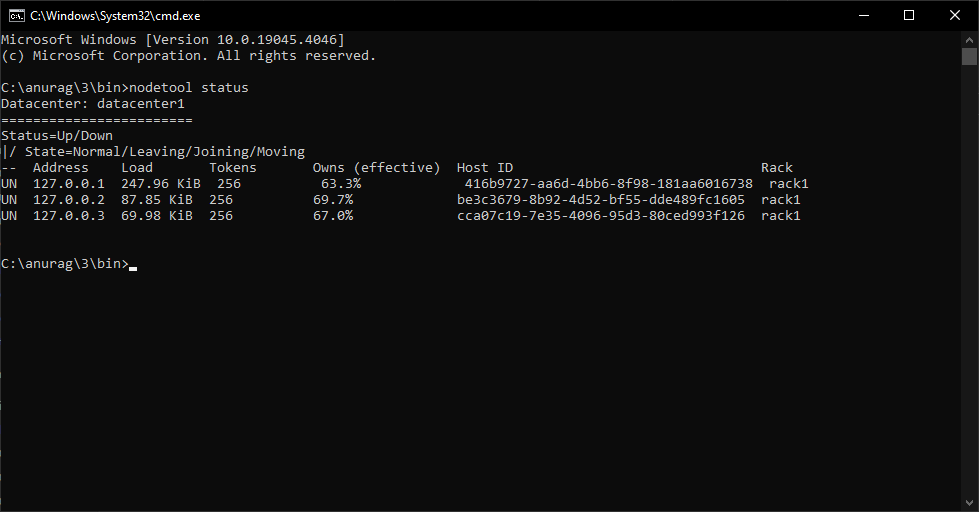 C:\Windows\System32\cmd.exe
Microsoft Windows [Version 10.0.19045.4046]
(c) Microsoft Corporation. All rights reserved.
C:\anurag\3\bin>nodetool status
Datacenter: datacenter1
========================
Status=Up/Down
|/ State=Normal/Leaving/Joining/Moving
--  Address    Load       Tokens       Owns (effective)  Host ID                               Rack
UN  127.0.0.1  247.96 KiB  256          63.3%             416b9727-aa6d-4bb6-8f98-181aa6016738  rack1
UN  127.0.0.2  87.85 KiB  256          69.7%             be3c3679-8b92-4d52-bf55-dde489fc1605  rack1
UN  127.0.0.3  69.98 KiB  256          67.0%             cca07c19-7e35-4096-95d3-80ced993f126  rack1
C:\anurag\3\bin>